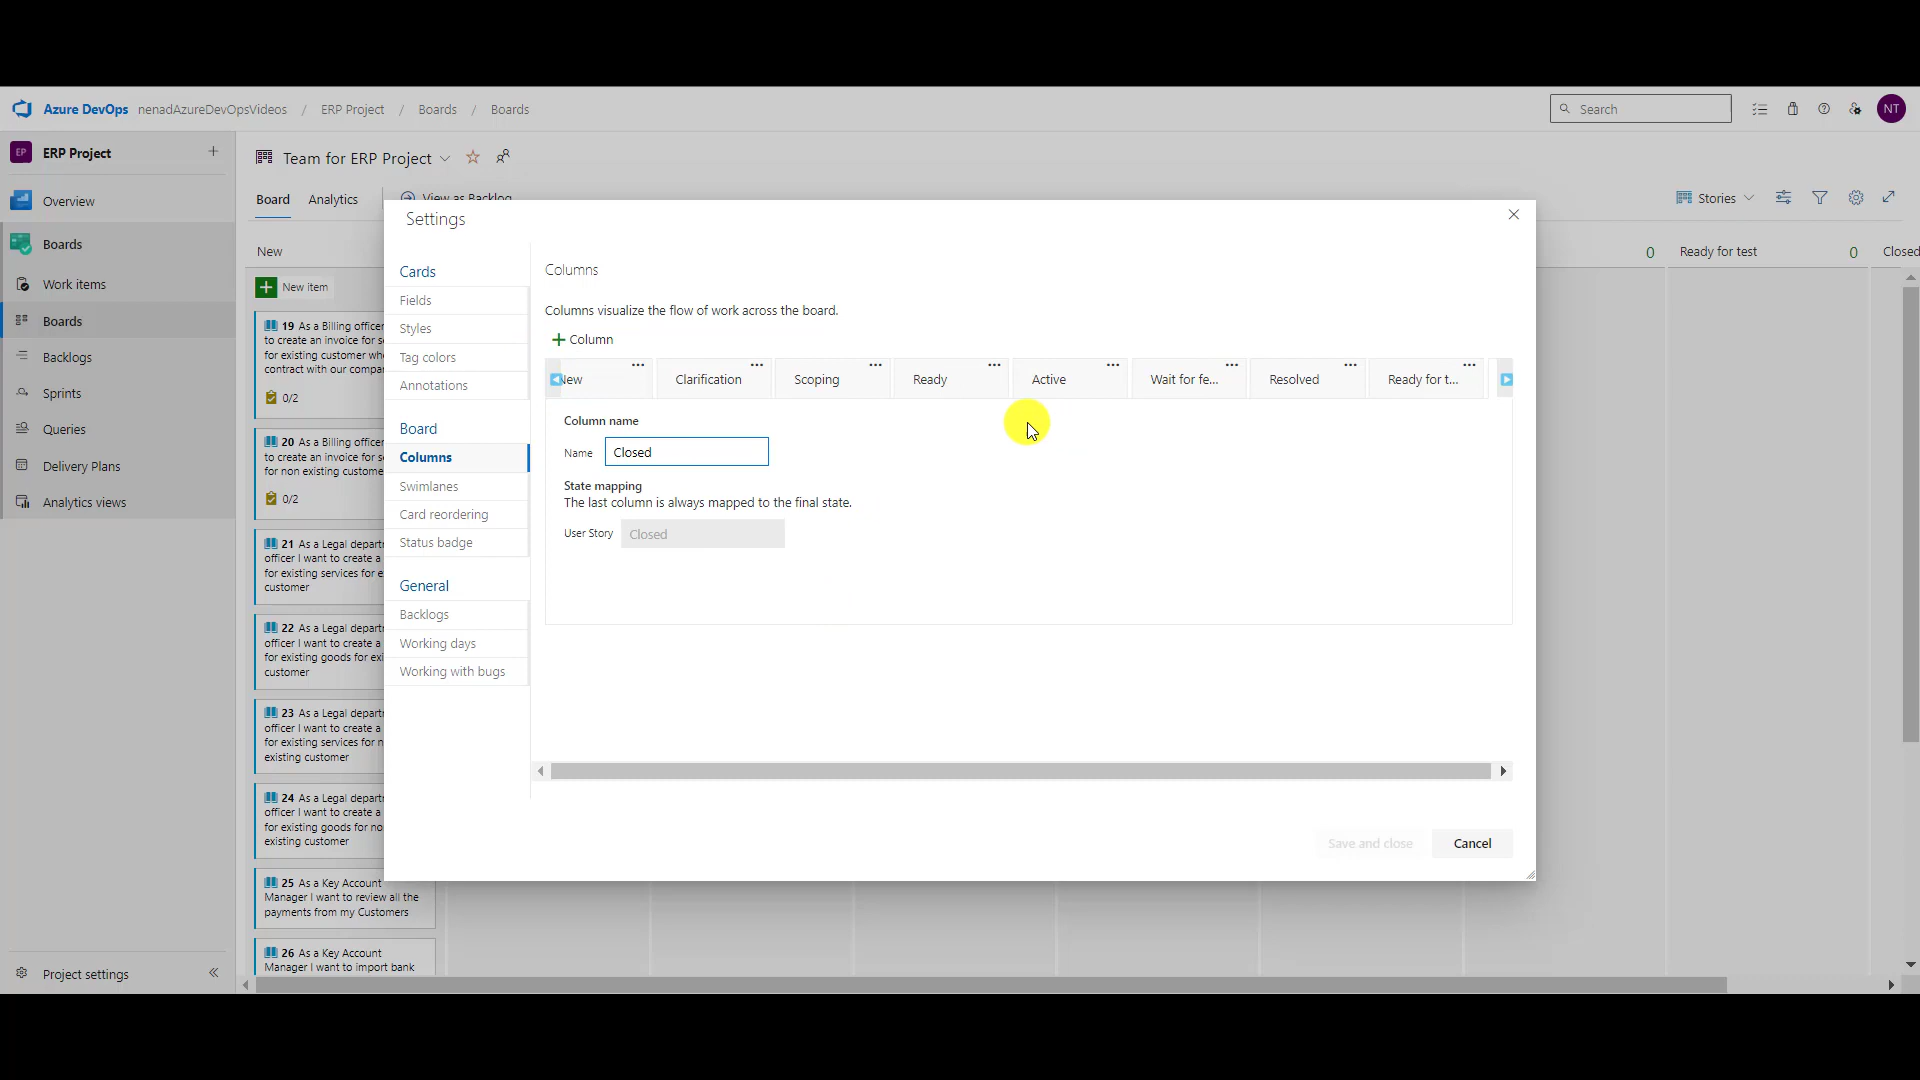 Azure DevOps nenadAzureDevOpsVideos / ERP Project / Boards / Boards
Search
NT
EP ERP Project
Overview
Boards
Work items
Boards
Backlogs
Sprints
Queries
Delivery Plans
Analytics views
Project settings
Team for ERP Project
Board Analytics View as Backlog
Stories
New
0 Ready for test 0 Closed
New item
19 As a Billing officer
to create an invoice for s
for existing customer wh
contract with our compa
0/2
20 As a Billing officer
to create an invoice for s
for non existing custome
0/2
21 As a Legal depart
officer I want to create a
for existing services for e
customer
22 As a Legal depart
officer I want to create a
for existing goods for exi
customer
23 As a Legal depart
officer I want to create a
for existing services for n
existing customer
24 As a Legal depart
officer I want to create a
for existing goods for no
existing customer
25 As a Key Account
Manager I want to review all the
payments from my Customers
26 As a Key Account
Manager I want to import bank
Settings
Cards
Fields
Styles
Tag colors
Annotations
Board
Columns
Swimlanes
Card reordering
Status badge
General
Backlogs
Working days
Working with bugs
Columns
Columns visualize the flow of work across the board.
+ Column
New Clarification Scoping Ready Active Wait for fe... Resolved Ready for t...
Column name
Name Closed
State mapping
The last column is always mapped to the final state.
User Story Closed
Save and close Cancel